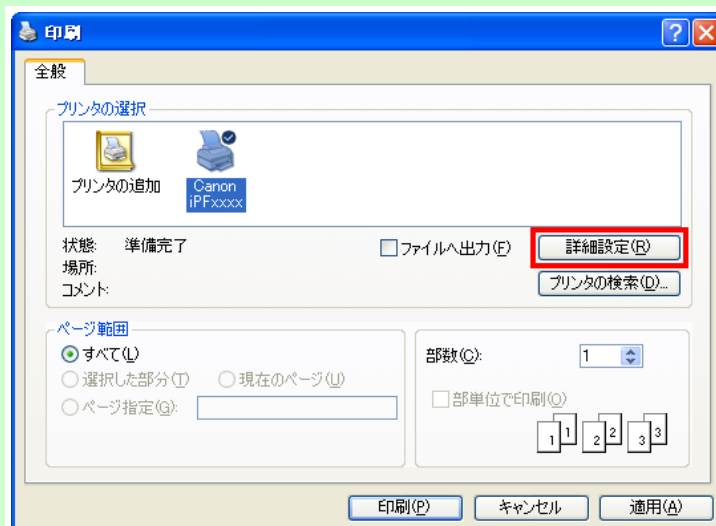 印刷
全般
プリンタの選択
プリンタの追加
Canon
iPFxxxx
状態: 準備完了
場所:
コメント:
ファイルへ出力(F)
詳細設定(R)
プリンタの検索(D)...
ページ範囲
すべて(L)
選択した部分(T) 現在のページ(U)
ページ指定(G):
部数(C): 1
部単位で印刷(O)
1 1 2 2 3 3
印刷(P) キャンセル 適用(A)